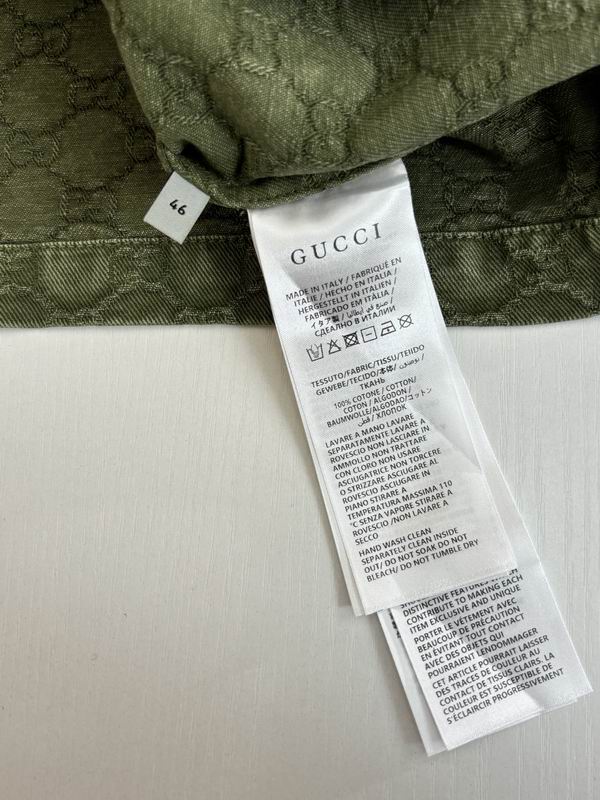 46
GUCCI
MADE IN ITALY / FABRIQUÉ EN
ITALIE / HECHO EN ITALIA /
HERGESTELLT IN ITALIEN /
FABRICADO EM ITÁLIA /
イタリア製 / صنع في إيطاليا /
СДЕЛАНО В ИТАЛИИ
TESSUTO/FABRIC/TISSU/TEJIDO
GEWEBE/TECIDO/本体/
ТКАНЬ
100% COTONE / COTTON/
COTON / ALGODON /
BAUMWOLLE/ALGODAO/コットン
/ قطن / ХЛОПОК
LAVARE A MANO LAVARE
SEPARATAMENTE LAVARE A
ROVESCIO NON LASCIARE IN
AMMOLLO NON TRATTARE
CON CLORO NON USARE
ASCIUGATRICE NON TORCERE
O STRIZZARE ASCIUGARE AL
ROVESCIO ASCIUGARE IN
PIANO STIRARE A
TEMPERATURA MASSIMA 110
°C SENZA VAPORE STIRARE A
ROVESCIO /NON LAVARE A
SECCO
HAND WASH CLEAN
SEPARATELY CLEAN INSIDE
OUT/ DO NOT SOAK DO NOT
BLEACH/ DO NOT TUMBLE DRY
DISTINCTIVE FEATURES WHICH
CONTRIBUTE TO MAKING EACH
ITEM EXCLUSIVE AND UNIQUE
PORTER LE VÊTEMENT AVEC
BEAUCOUP DE PRÉCAUTION
EN ÉVITANT TOUT CONTACT
AVEC DES OBJETS QUI
POURRAIENT L'ENDOMMAGER
CET ARTICLE POURRAIT LAISSER
DES TRACES DE COULEUR AU
CONTACT DE TISSUS CLAIRS. LA
COULEUR EST SUSCEPTIBLE DE
S'ÉCLAIRCIR PROGRESSIVEMENT